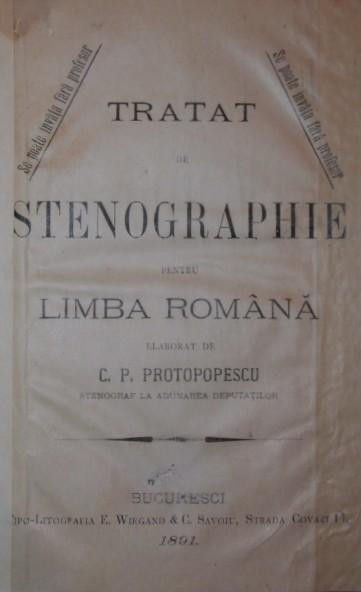 Se poate învăța fără profesor
Se poate învăța fără profesor
TRATAT
DE
STENOGRAPHIE
PENTRU
LIMBA ROMÂNĂ
ELABORAT DE
C. P. PROTOPOPESCU
STENOGRAF LA ADUNAREA DEPUTAȚILOR
BUCURESCI
TIPO-LITOGRAFIA E. WIEGAND & C. SAVOIU, STRADA COVACI
1891.